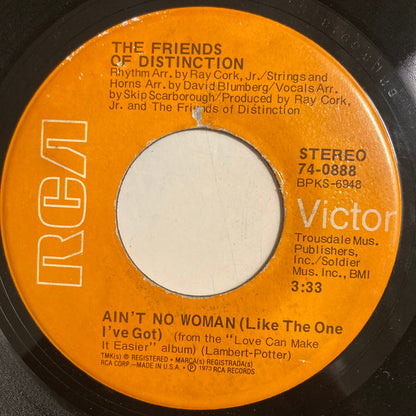 THE FRIENDS
OF DISTINCTION
Rhythm Arr. by Ray Cork, Jr./Strings and
Horns Arr. by David Blumberg/Vocals Arr.
by Skip Scarborough/Produced by Ray Cork,
Jr. and The Friends of Distinction
RCA
STEREO
74-0888
BPKS-6948
Victor
Trousdale Mus.
Publishers,
Inc./Soldier
Mus. Inc., BMI
3:33
AIN'T NO WOMAN (Like The One
I've Got) (from the "Love Can Make
It Easier" album) (Lambert-Potter)
TMK(s) ® REGISTERED • MARCA(s) REGISTRADA(s)
RCA CORP.—MADE IN U.S.A. • ℗ 1973 RCA RECORDS